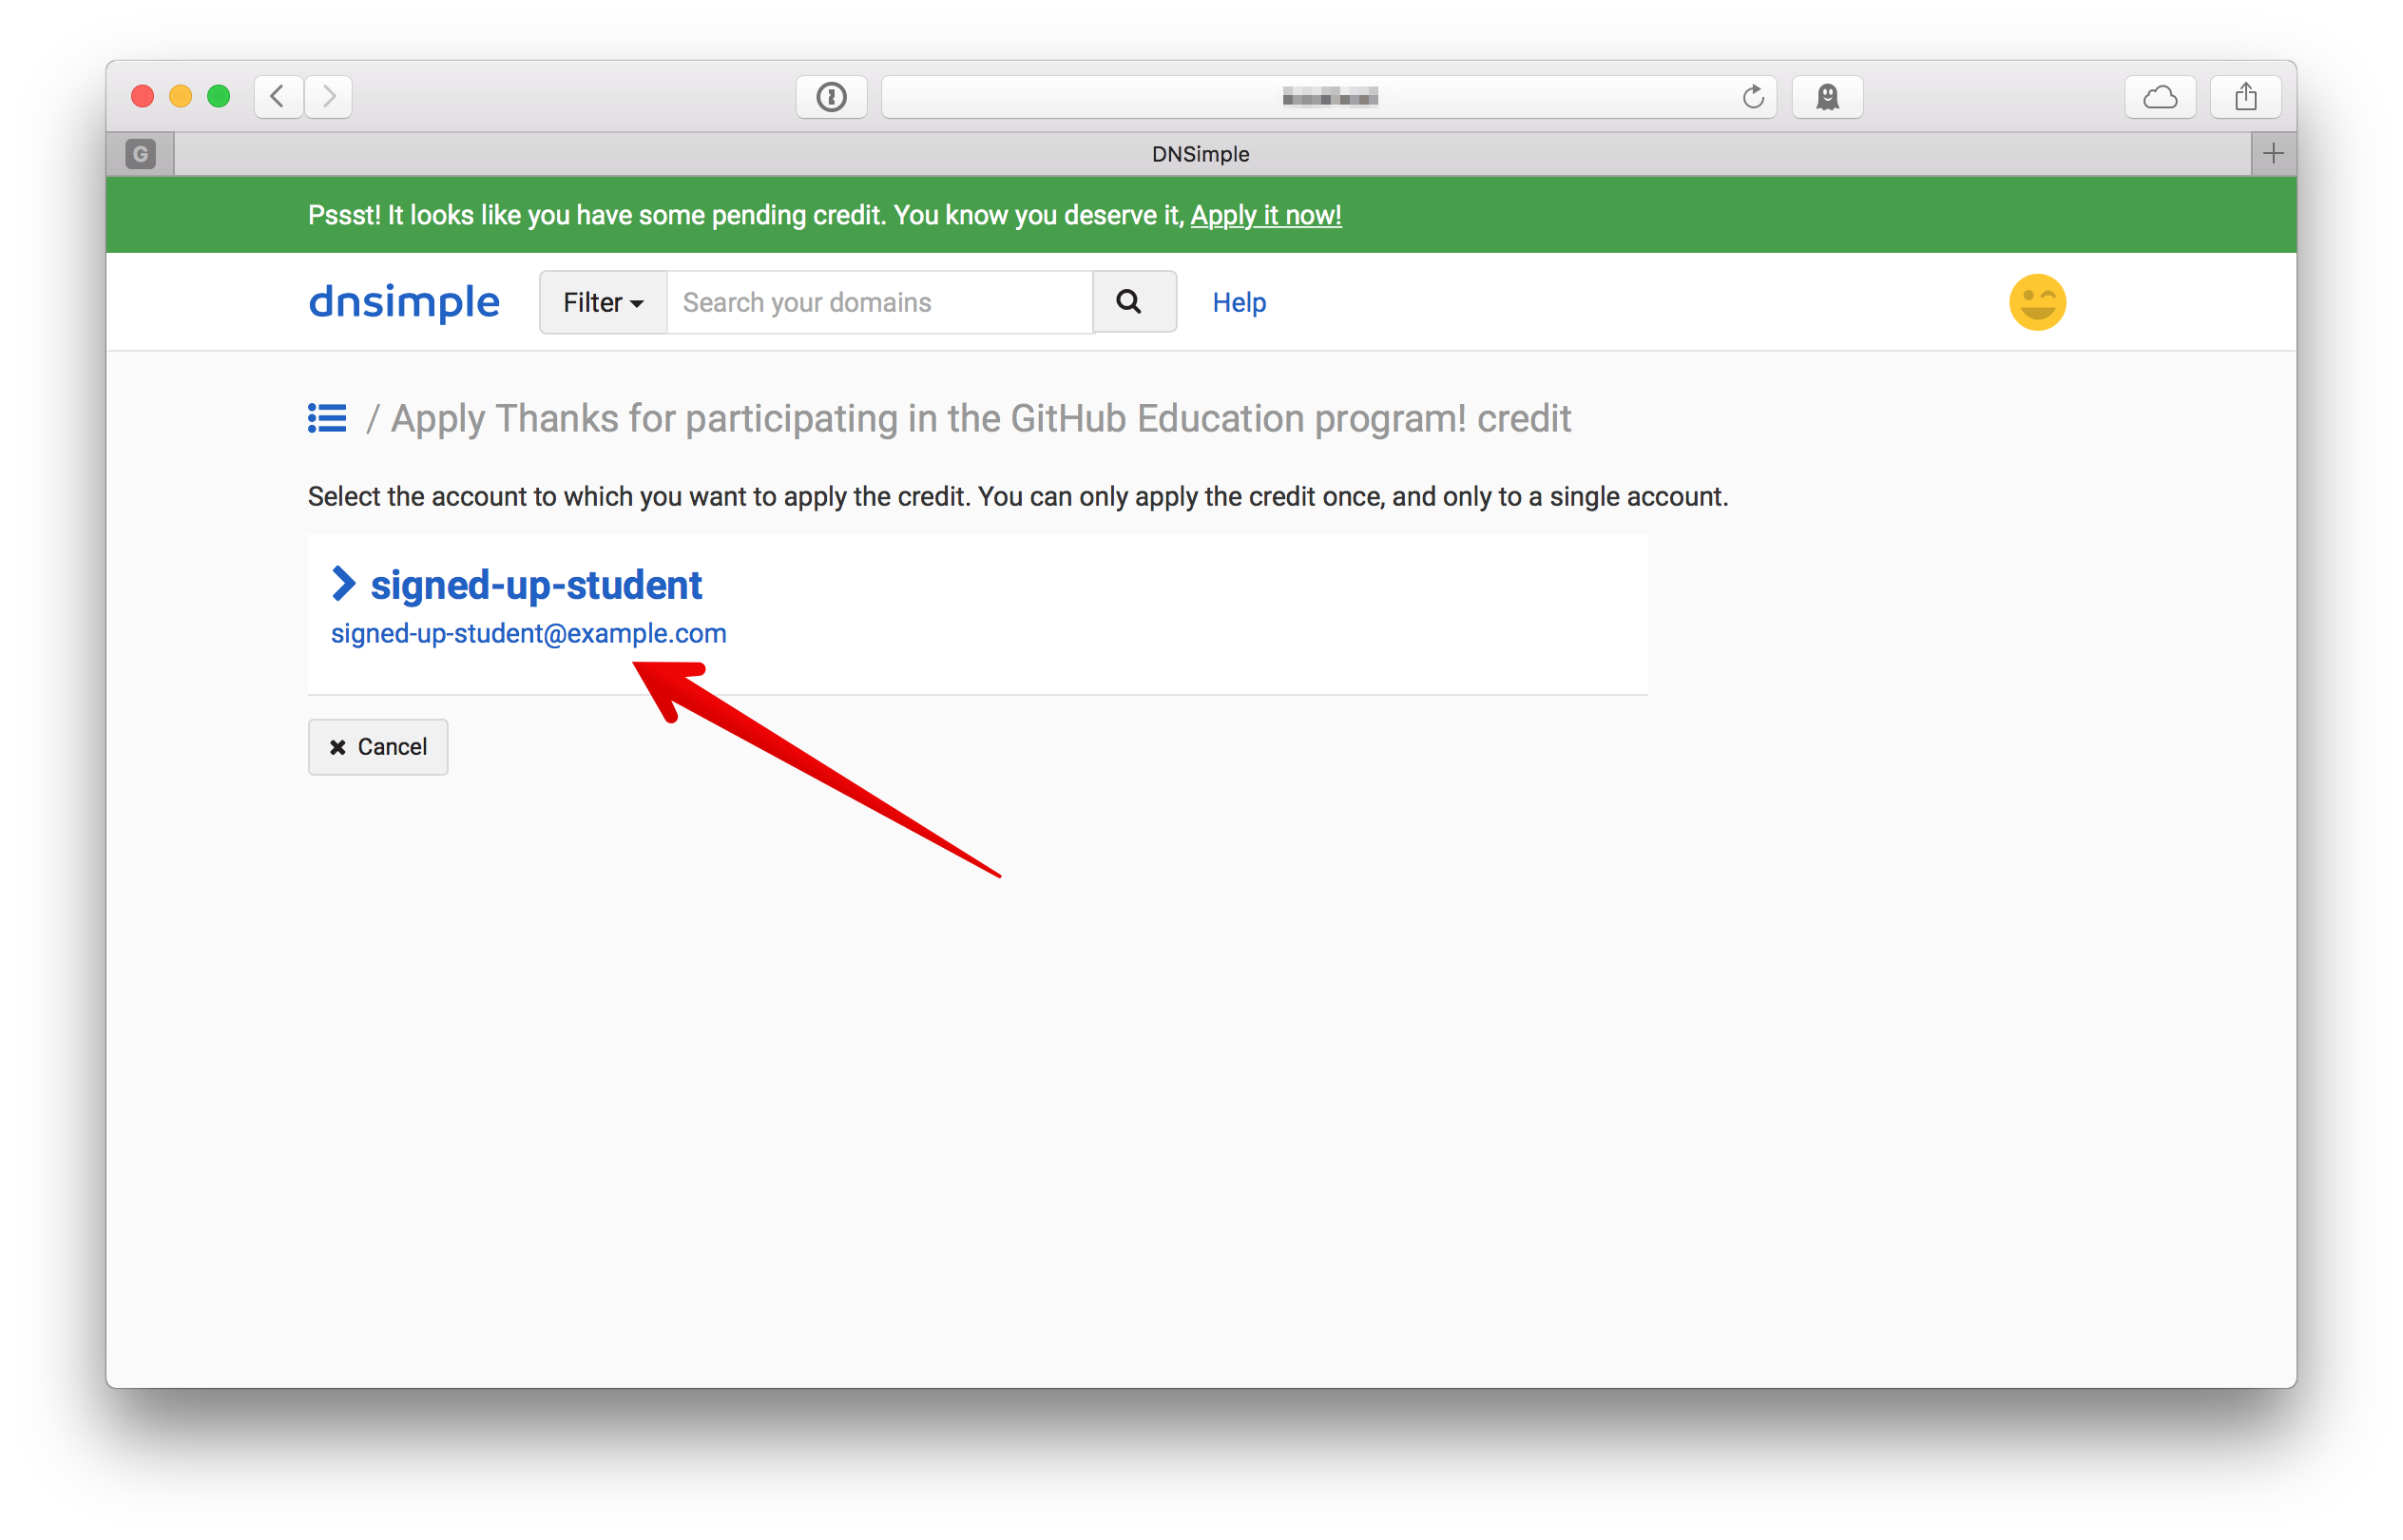 G
DNSimple
Pssst! It looks like you have some pending credit. You know you deserve it, Apply it now!
dnsimple
Filter
Search your domains
Help
/ Apply Thanks for participating in the GitHub Education program! credit
Select the account to which you want to apply the credit. You can only apply the credit once, and only to a single account.
signed-up-student
signed-up-student@example.com
Cancel